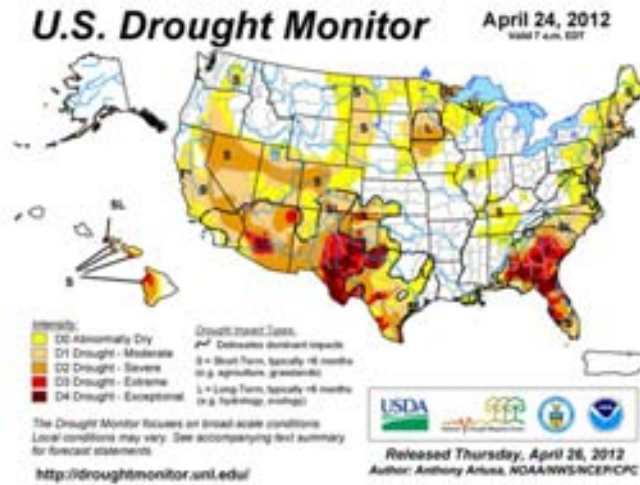 U.S. Drought Monitor
April 24, 2012
Valid 7 a.m. EDT
S
S
S
L
S
S
S
S
S
SL
S
Intensity:
D0 Abnormally Dry
D1 Drought - Moderate
D2 Drought - Severe
D3 Drought - Extreme
D4 Drought - Exceptional
Drought Impact Types:
Delineates dominant impacts
S = Short-Term, typically <6 months
(e.g. agriculture, grasslands)
L = Long-Term, typically >6 months
(e.g. hydrology, ecology)
The Drought Monitor focuses on broad-scale conditions.
Local conditions may vary. See accompanying text summary
for forecast statements.
http://droughtmonitor.unl.edu/
USDA
Released Thursday, April 26, 2012
Author: Anthony Artusa, NOAA/NWS/NCEP/CPC